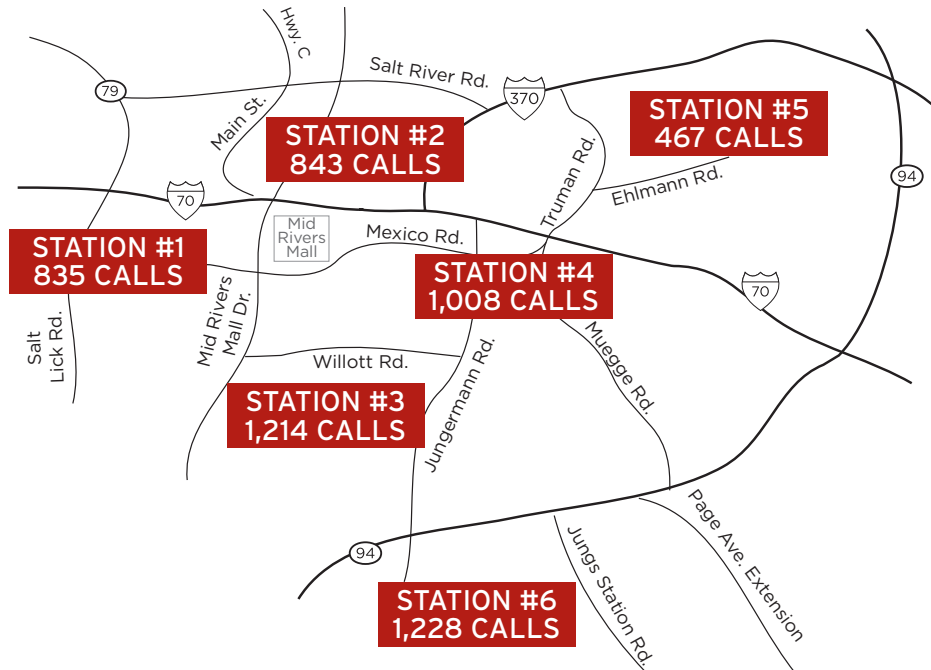 Hwy. C
Salt River Rd.
79
370
Main St.
STATION #2
843 CALLS
STATION #5
467 CALLS
Truman Rd.
Ehlmann Rd.
94
70
Mid
Rivers
Mall
Mexico Rd.
STATION #1
835 CALLS
STATION #4
1,008 CALLS
70
Salt
Lick Rd.
Mid Rivers
Mall Dr.
Willott Rd.
Jungermann Rd.
Muegge Rd.
STATION #3
1,214 CALLS
94
Page Ave. Extension
Jungs Station Rd.
STATION #6
1,228 CALLS